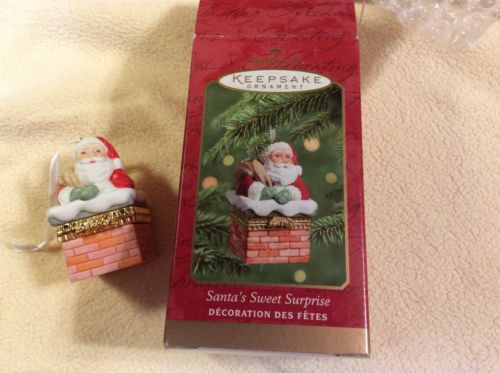 KEEPSAKE
ORNAMENT
Santa's Sweet Surprise
DÉCORATION DES FÊTES